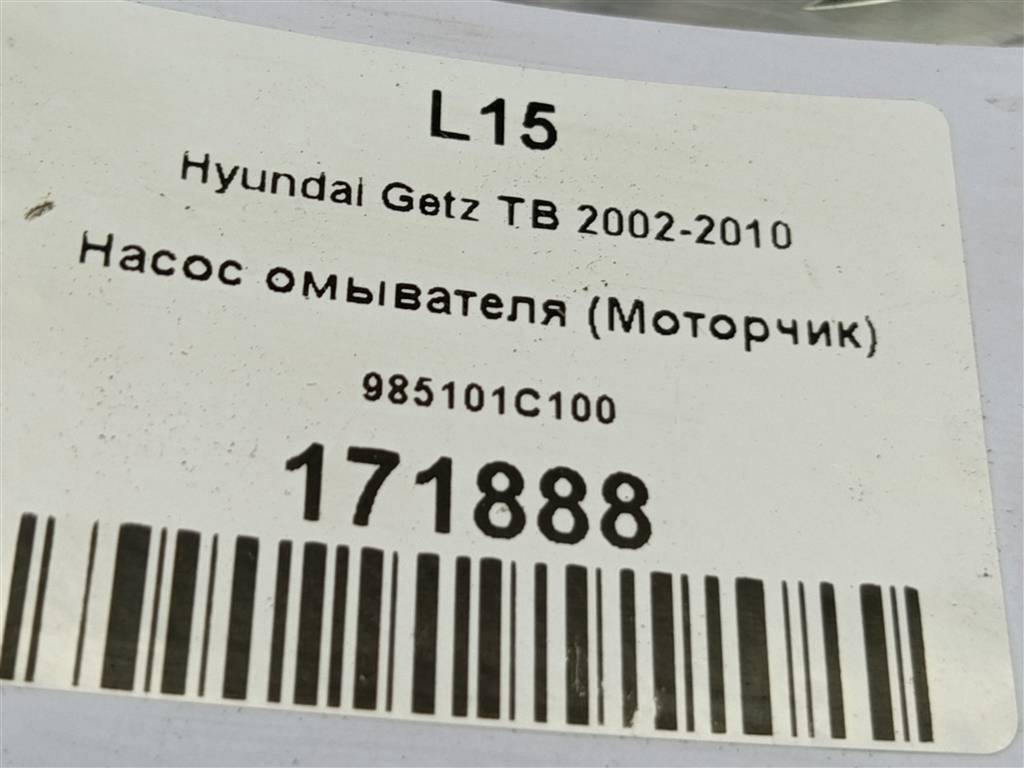 L15
Hyundai Getz TB 2002-2010
Насос омывателя (Моторчик)
985101C100
171888